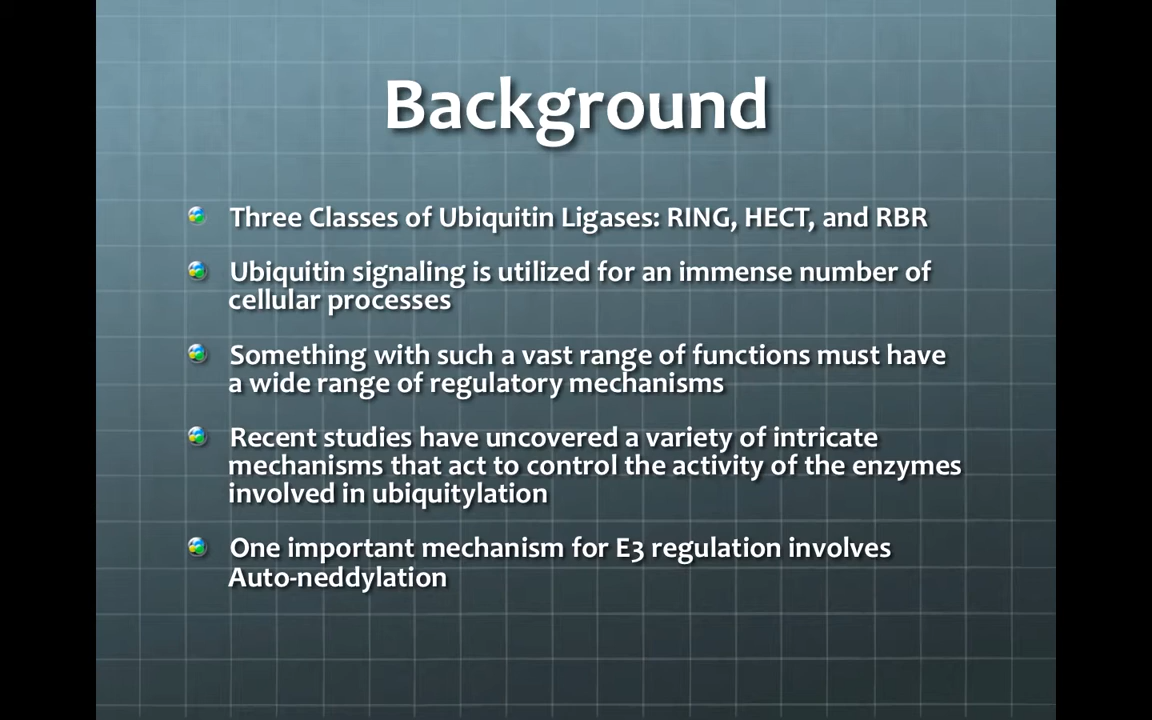 Background
Three Classes of Ubiquitin Ligases: RING, HECT, and RBR
Ubiquitin signaling is utilized for an immense number of
cellular processes
Something with such a vast range of functions must have
a wide range of regulatory mechanisms
Recent studies have uncovered a variety of intricate
mechanisms that act to control the activity of the enzymes
involved in ubiquitylation
One important mechanism for E3 regulation involves
Auto-neddylation